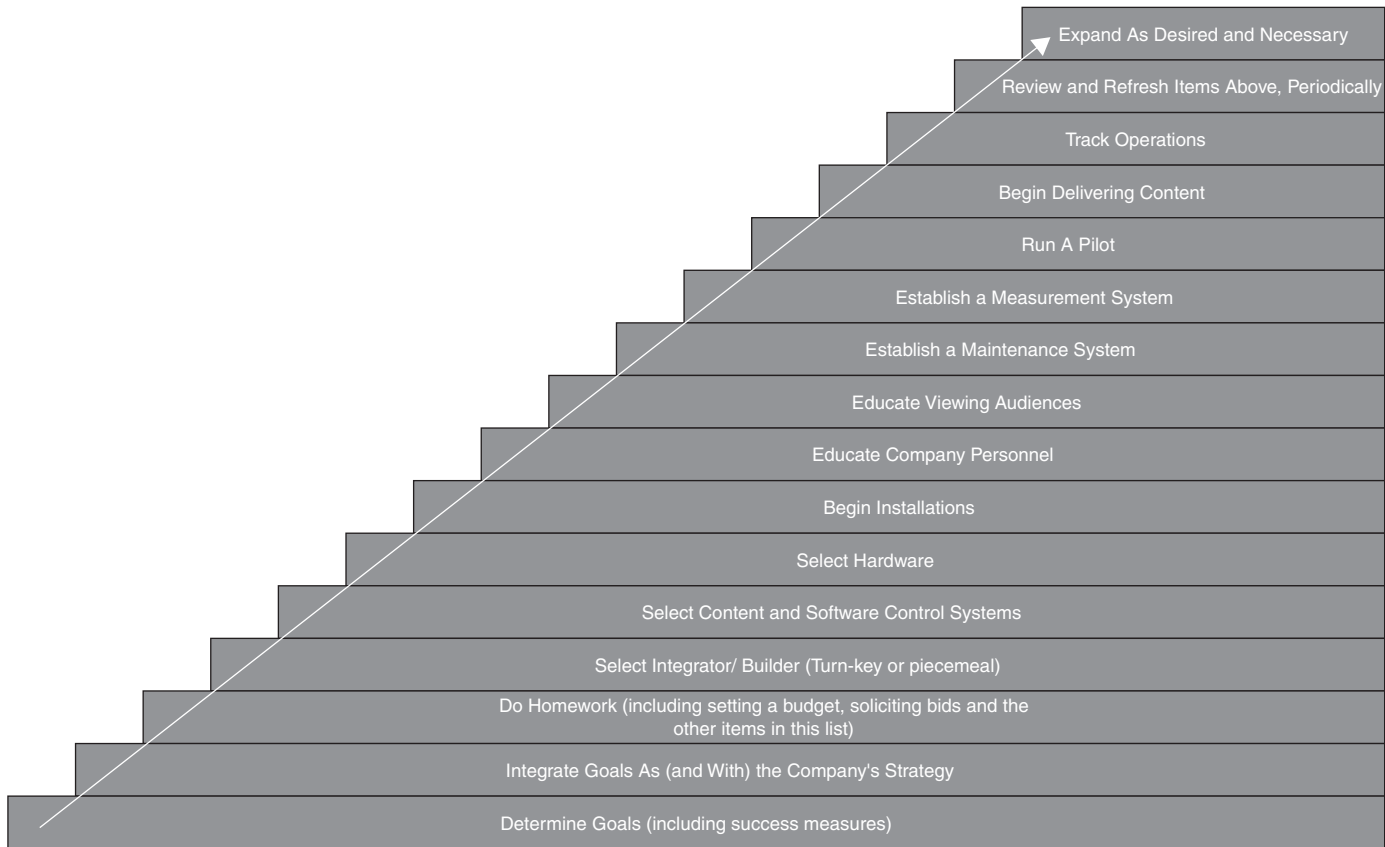 Expand As Desired and Necessary
Review and Refresh Items Above, Periodically
Track Operations
Begin Delivering Content
Run A Pilot
Establish a Measurement System
Establish a Maintenance System
Educate Viewing Audiences
Educate Company Personnel
Begin Installations
Select Hardware
Select Content and Software Control Systems
Select Integrator/ Builder (Turn-key or piecemeal)
Do Homework (including setting a budget, soliciting bids and the
other items in this list)
Integrate Goals As (and With) the Company's Strategy
Determine Goals (including success measures)